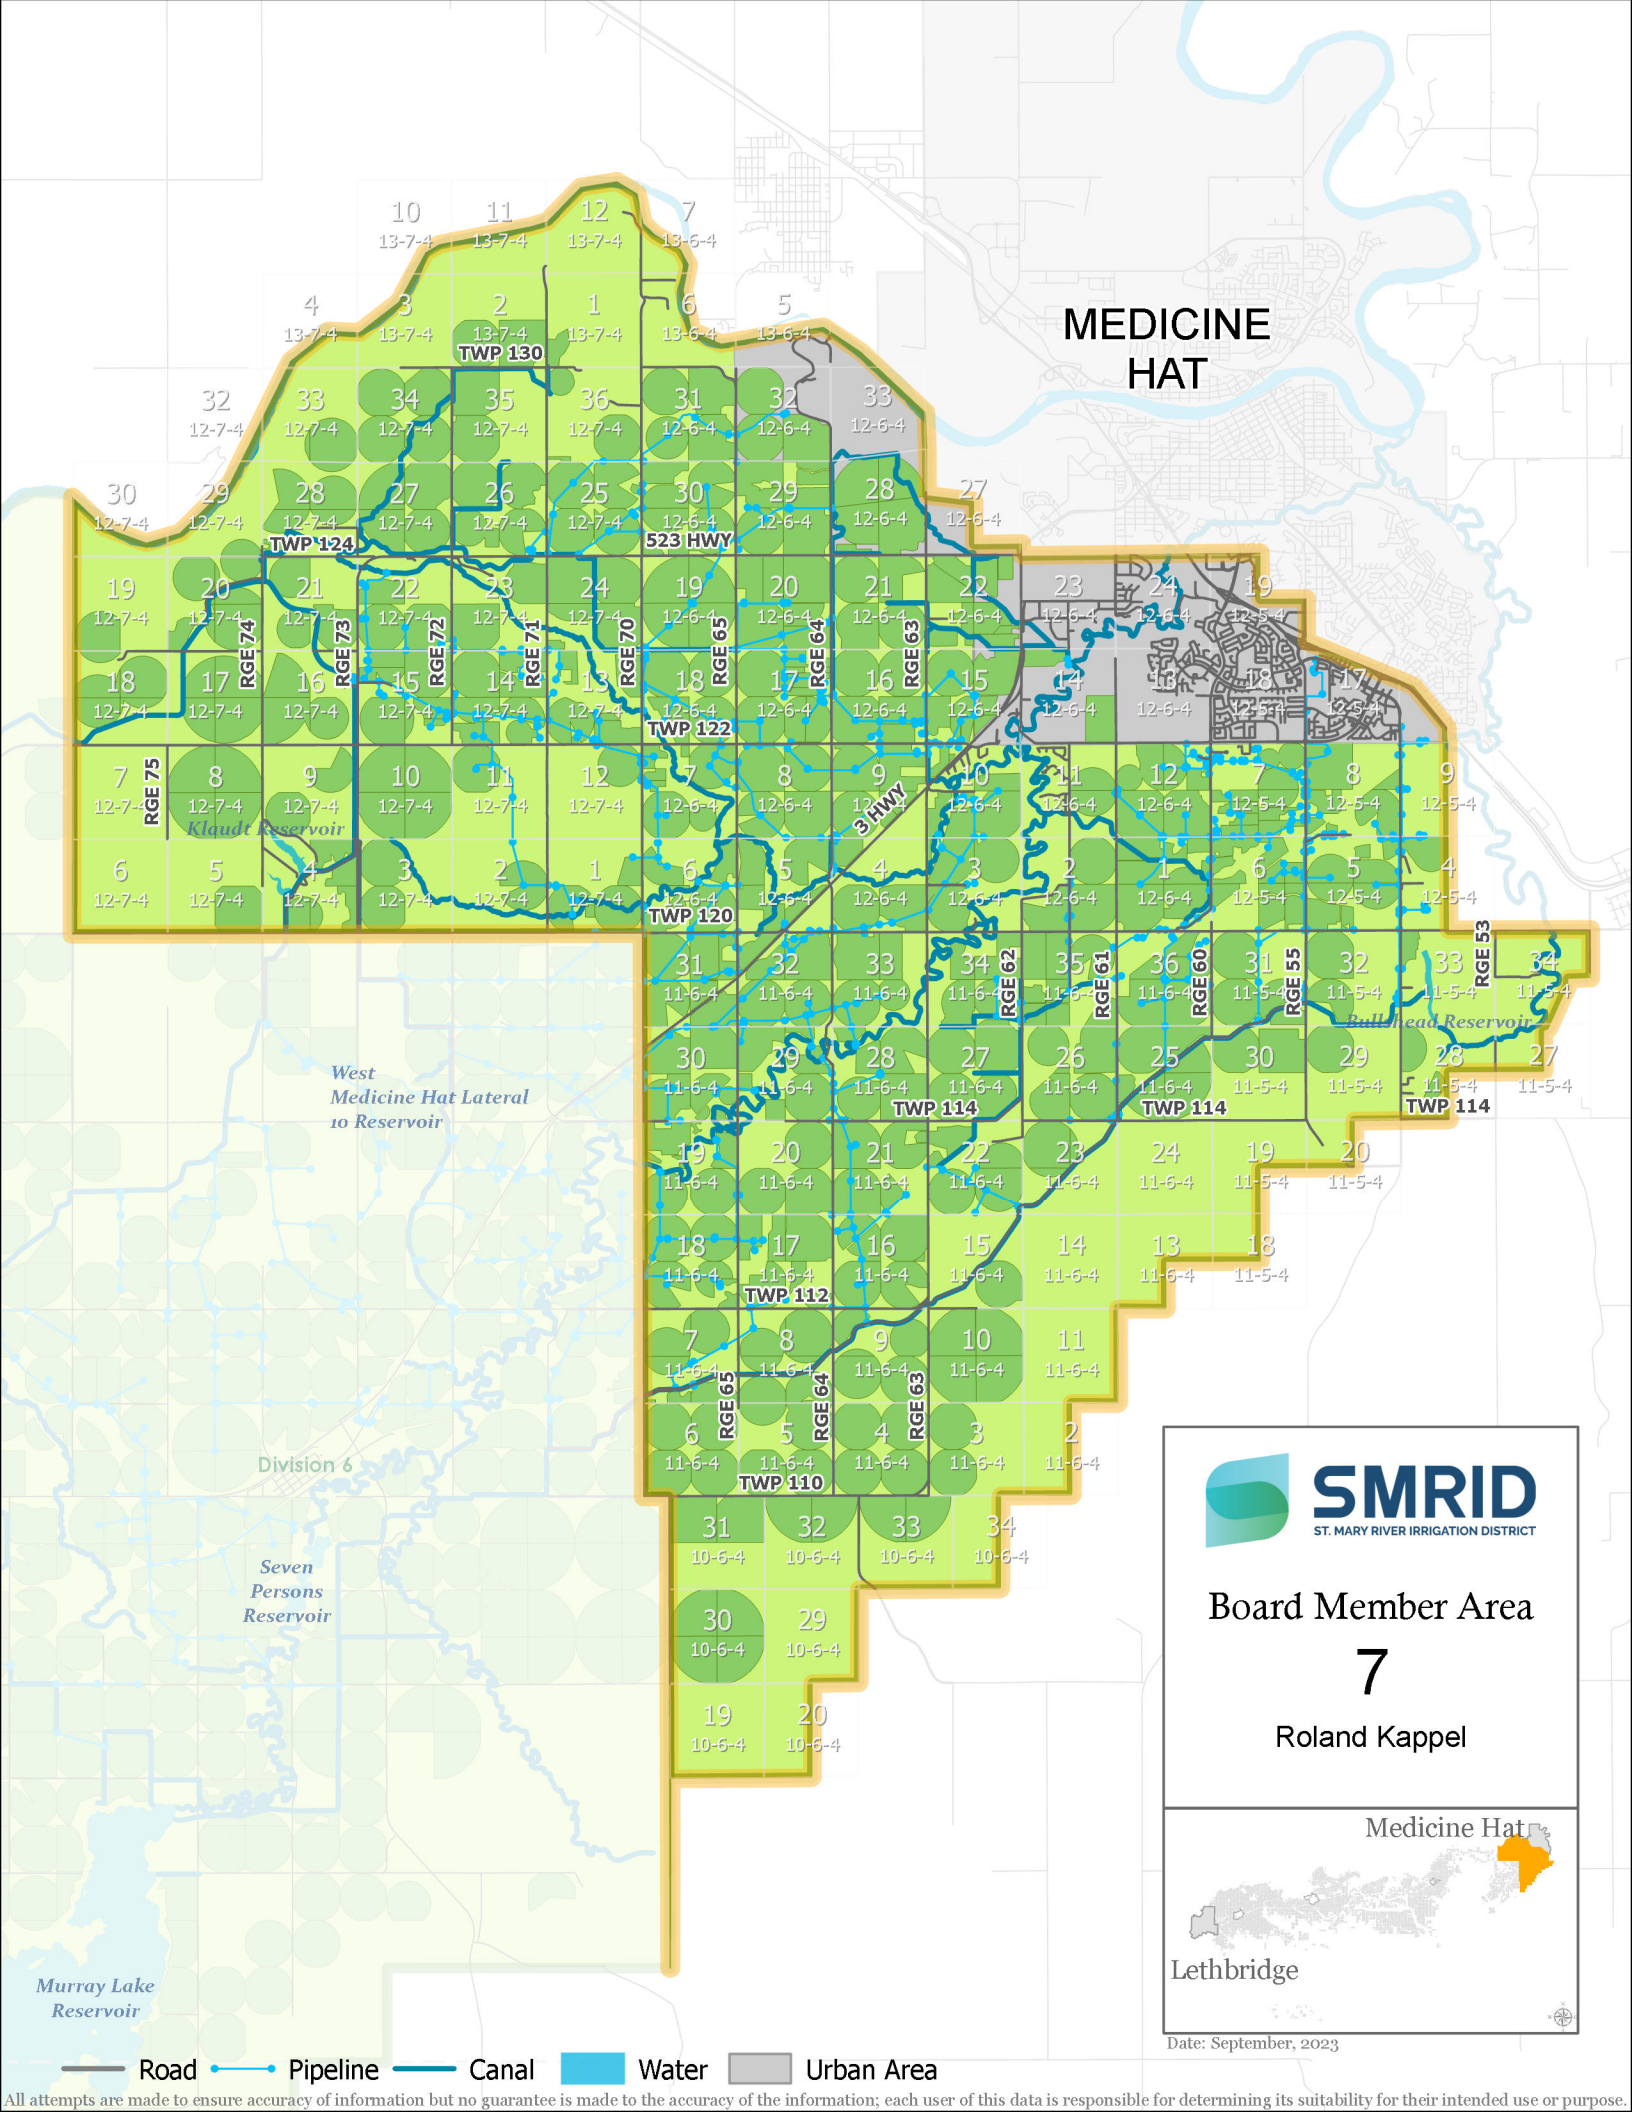 MEDICINE
HAT
10 11 12 7
13-7-4 13-7-4 13-7-4 13-6-4
4 3 2 1 6 5
13-7-4 13-7-4 13-7-4 13-7-4 13-6-4 13-6-4
TWP 130
32 33 34 35 36 31 32 33
12-7-4 12-7-4 12-7-4 12-7-4 12-7-4 12-6-4 12-6-4 12-6-4
30 29 28 27 26 25 30 29 28 27
12-7-4 12-7-4 12-7-4 12-7-4 12-7-4 12-7-4 12-6-4 12-6-4 12-6-4 12-6-4
TWP 124 523 HWY
19 20 21 22 23 24 19 20 21 22 23 24 19
12-7-4 12-7-4 12-7-4 12-7-4 12-7-4 12-7-4 12-6-4 12-6-4 12-6-4 12-6-4 12-6-4 12-6-4 12-5-4
RGE 74 RGE 73 RGE 72 RGE 71 RGE 70 RGE 65 RGE 64 RGE 63
18 17 16 15 14 13 18 17 16 15 14 13 18 17
12-7-4 12-7-4 12-7-4 12-7-4 12-7-4 12-7-4 12-6-4 12-6-4 12-6-4 12-6-4 12-6-4 12-6-4 12-5-4 12-5-4
TWP 122
RGE 75
7 8 9 10 11 12 7 8 9 10 11 12 7 8 9
12-7-4 12-7-4 12-7-4 12-7-4 12-7-4 12-7-4 12-6-4 12-6-4 12-6-4 12-6-4 12-6-4 12-6-4 12-5-4 12-5-4 12-5-4
3 HWY
Klaudt Reservoir
6 5 4 3 2 1 6 5 4 3 2 1 6 5 4
12-7-4 12-7-4 12-7-4 12-7-4 12-7-4 12-7-4 12-6-4 12-6-4 12-6-4 12-6-4 12-6-4 12-6-4 12-5-4 12-5-4 12-5-4
TWP 120
31 32 33 34 35 36 31 32 33 34
11-6-4 11-6-4 11-6-4 11-6-4 11-6-4 11-6-4 11-5-4 11-5-4 11-5-4 11-5-4
RGE 62 RGE 61 RGE 60 RGE 55 RGE 53
Bullshead Reservoir
30 29 28 27 26 25 30 29 28 27
11-6-4 11-6-4 11-6-4 11-6-4 11-6-4 11-6-4 11-5-4 11-5-4 11-5-4 11-5-4
TWP 114 TWP 114 TWP 114
West
Medicine Hat Lateral
10 Reservoir
19 20 21 22 23 24 19 20
11-6-4 11-6-4 11-6-4 11-6-4 11-6-4 11-6-4 11-5-4 11-5-4
18 17 16 15 14 13 18
11-6-4 11-6-4 11-6-4 11-6-4 11-6-4 11-6-4 11-5-4
TWP 112
7 8 9 10 11
11-6-4 11-6-4 11-6-4 11-6-4 11-6-4
RGE 65 RGE 64 RGE 63
6 5 4 3 2
11-6-4 11-6-4 11-6-4 11-6-4 11-6-4
TWP 110
Division 6
31 32 33 34
10-6-4 10-6-4 10-6-4 10-6-4
Seven
Persons
Reservoir
30 29
10-6-4 10-6-4
19 20
10-6-4 10-6-4
Murray Lake
Reservoir
SMRID
ST. MARY RIVER IRRIGATION DISTRICT
Board Member Area
7
Roland Kappel
Medicine Hat
Lethbridge
Date: September, 2023
Road Pipeline Canal Water Urban Area
All attempts are made to ensure accuracy of information but no guarantee is made to the accuracy of the information; each user of this data is responsible for determining its suitability for their intended use or purpose.